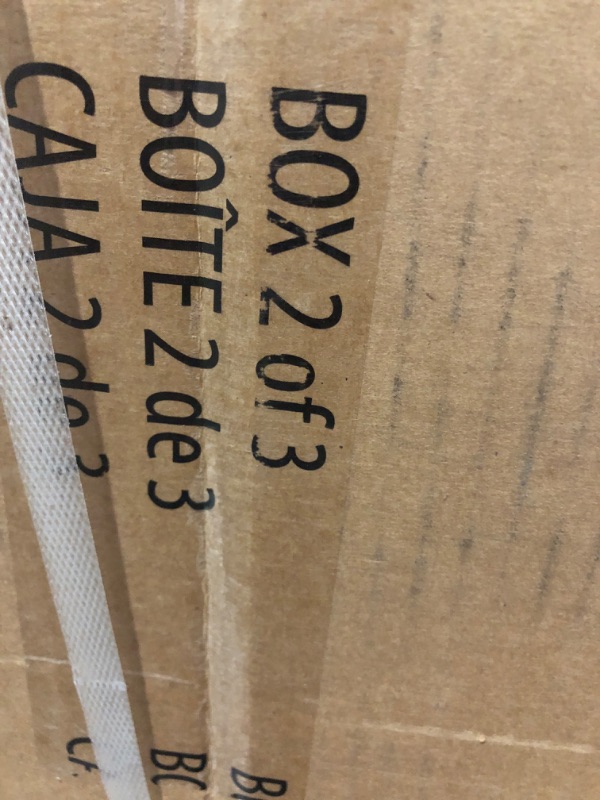 BOX 2 of 3
BOÎTE 2 de 3
CAJA 2 de 3